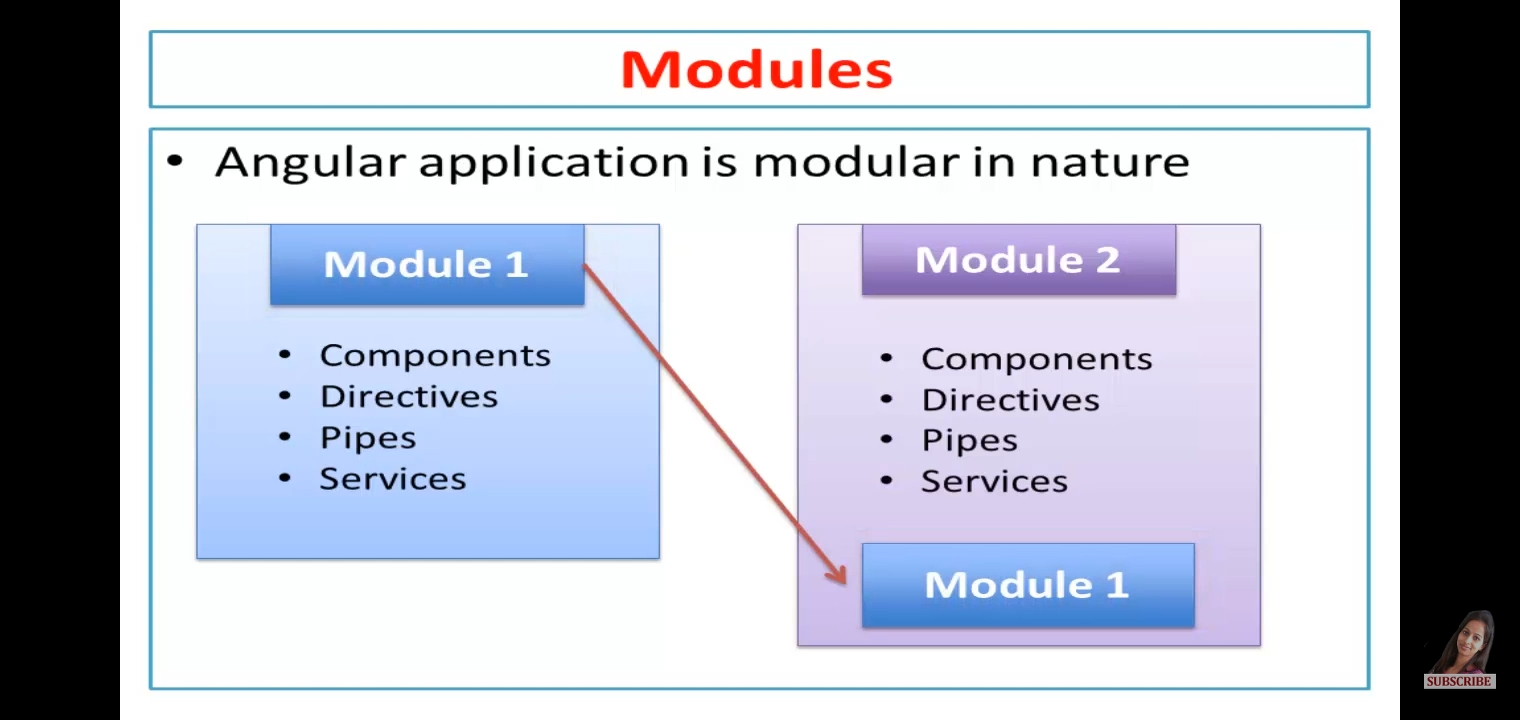 Modules
• Angular application is modular in nature
Module 1
• Components
• Directives
• Pipes
• Services
Module 2
• Components
• Directives
• Pipes
• Services
Module 1
SUBSCRIBE